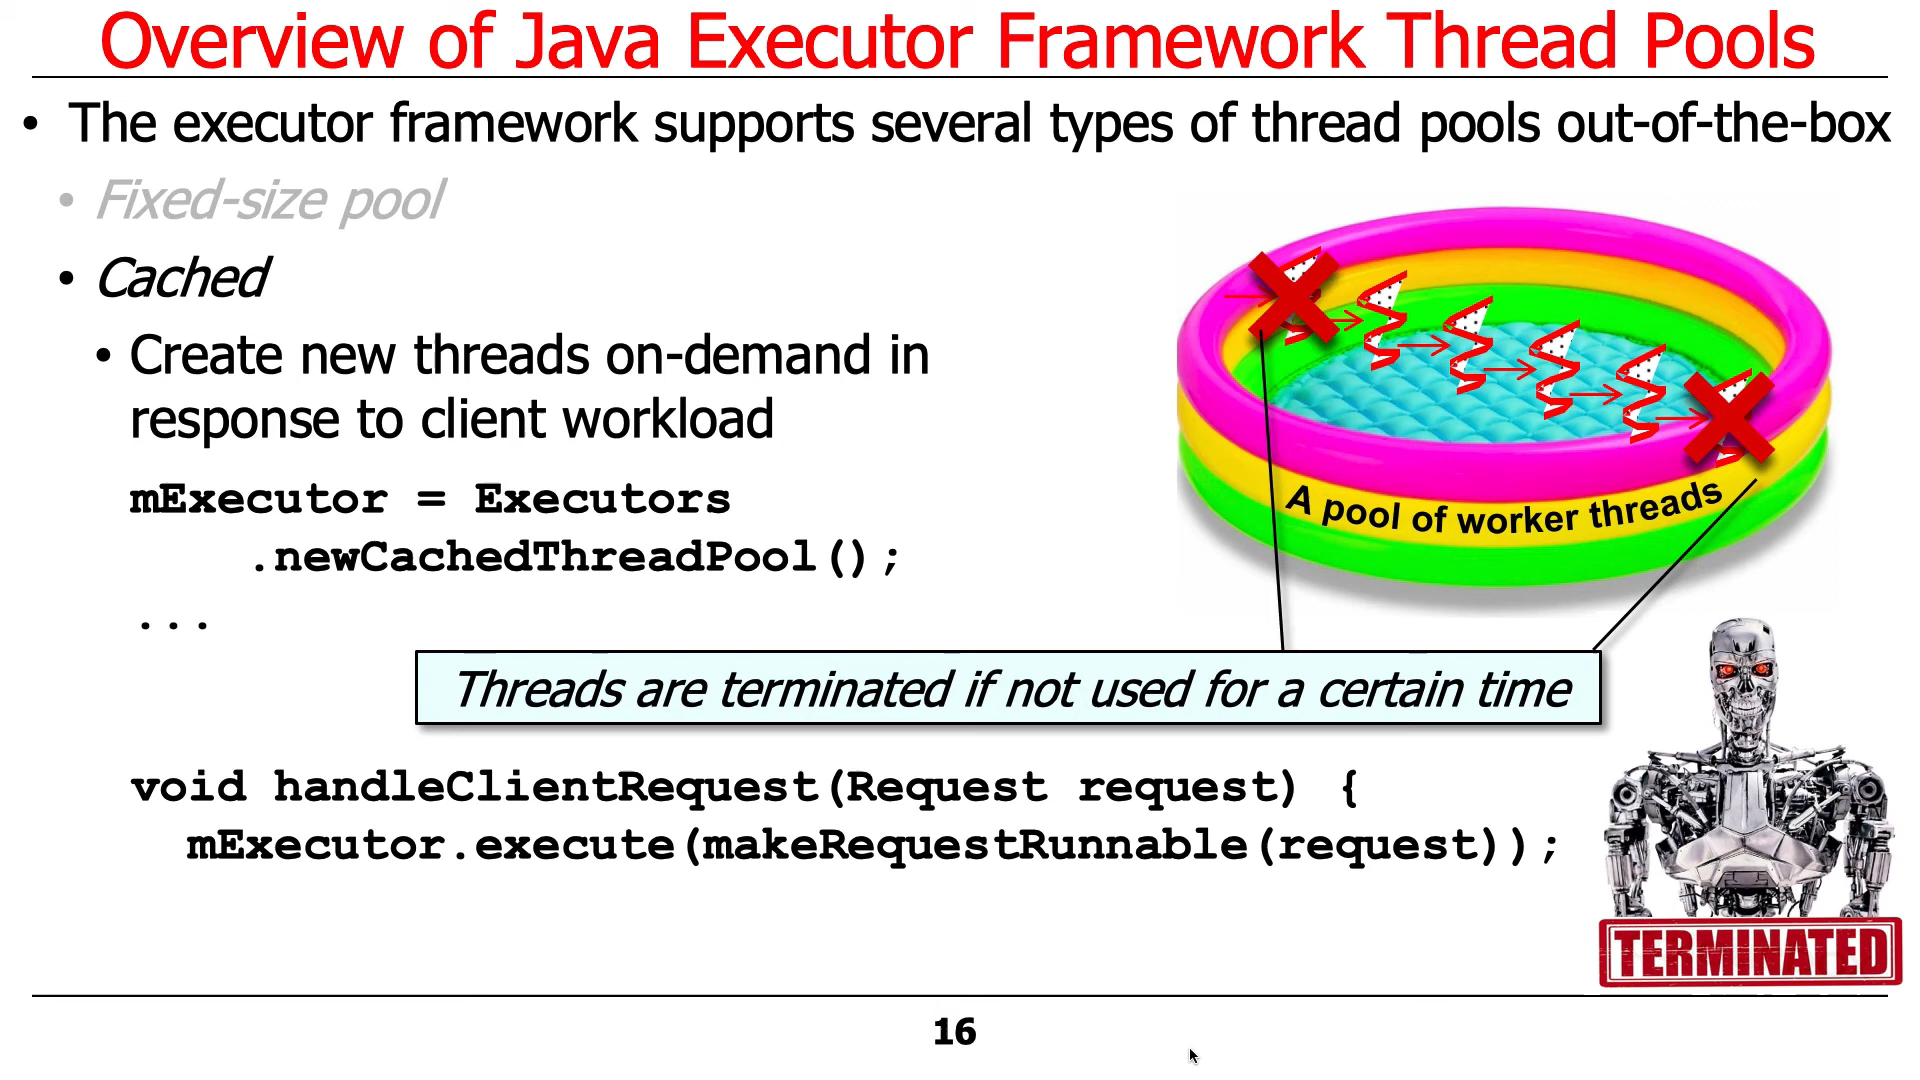 Overview of Java Executor Framework Thread Pools
• The executor framework supports several types of thread pools out-of-the-box
• Fixed-size pool
• Cached
• Create new threads on-demand in
response to client workload
mExecutor = Executors
.newCachedThreadPool();
...
A pool of worker threads
Threads are terminated if not used for a certain time
void handleClientRequest(Request request) {
mExecutor.execute(makeRequestRunnable(request));
TERMINATED
16